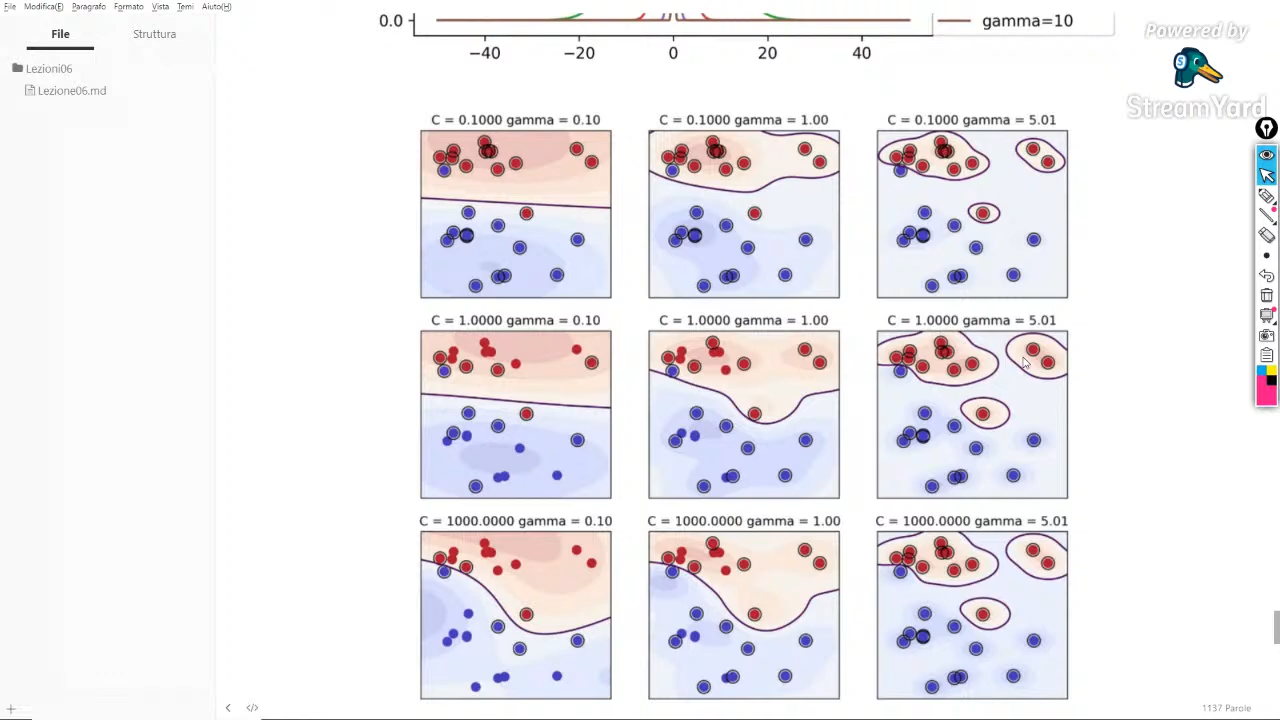 File Modifica(E) Paragrafo Formato Vista Temi Aiuto(H)
File Struttura
Lezioni06
Lezione06.md
0.0
gamma=10
−40 −20 0 20 40
Powered by
StreamYard
C = 0.1000 gamma = 0.10 C = 0.1000 gamma = 1.00 C = 0.1000 gamma = 5.01
C = 1.0000 gamma = 0.10 C = 1.0000 gamma = 1.00 C = 1.0000 gamma = 5.01
C = 1000.0000 gamma = 0.10 C = 1000.0000 gamma = 1.00 C = 1000.0000 gamma = 5.01
1137 Parole